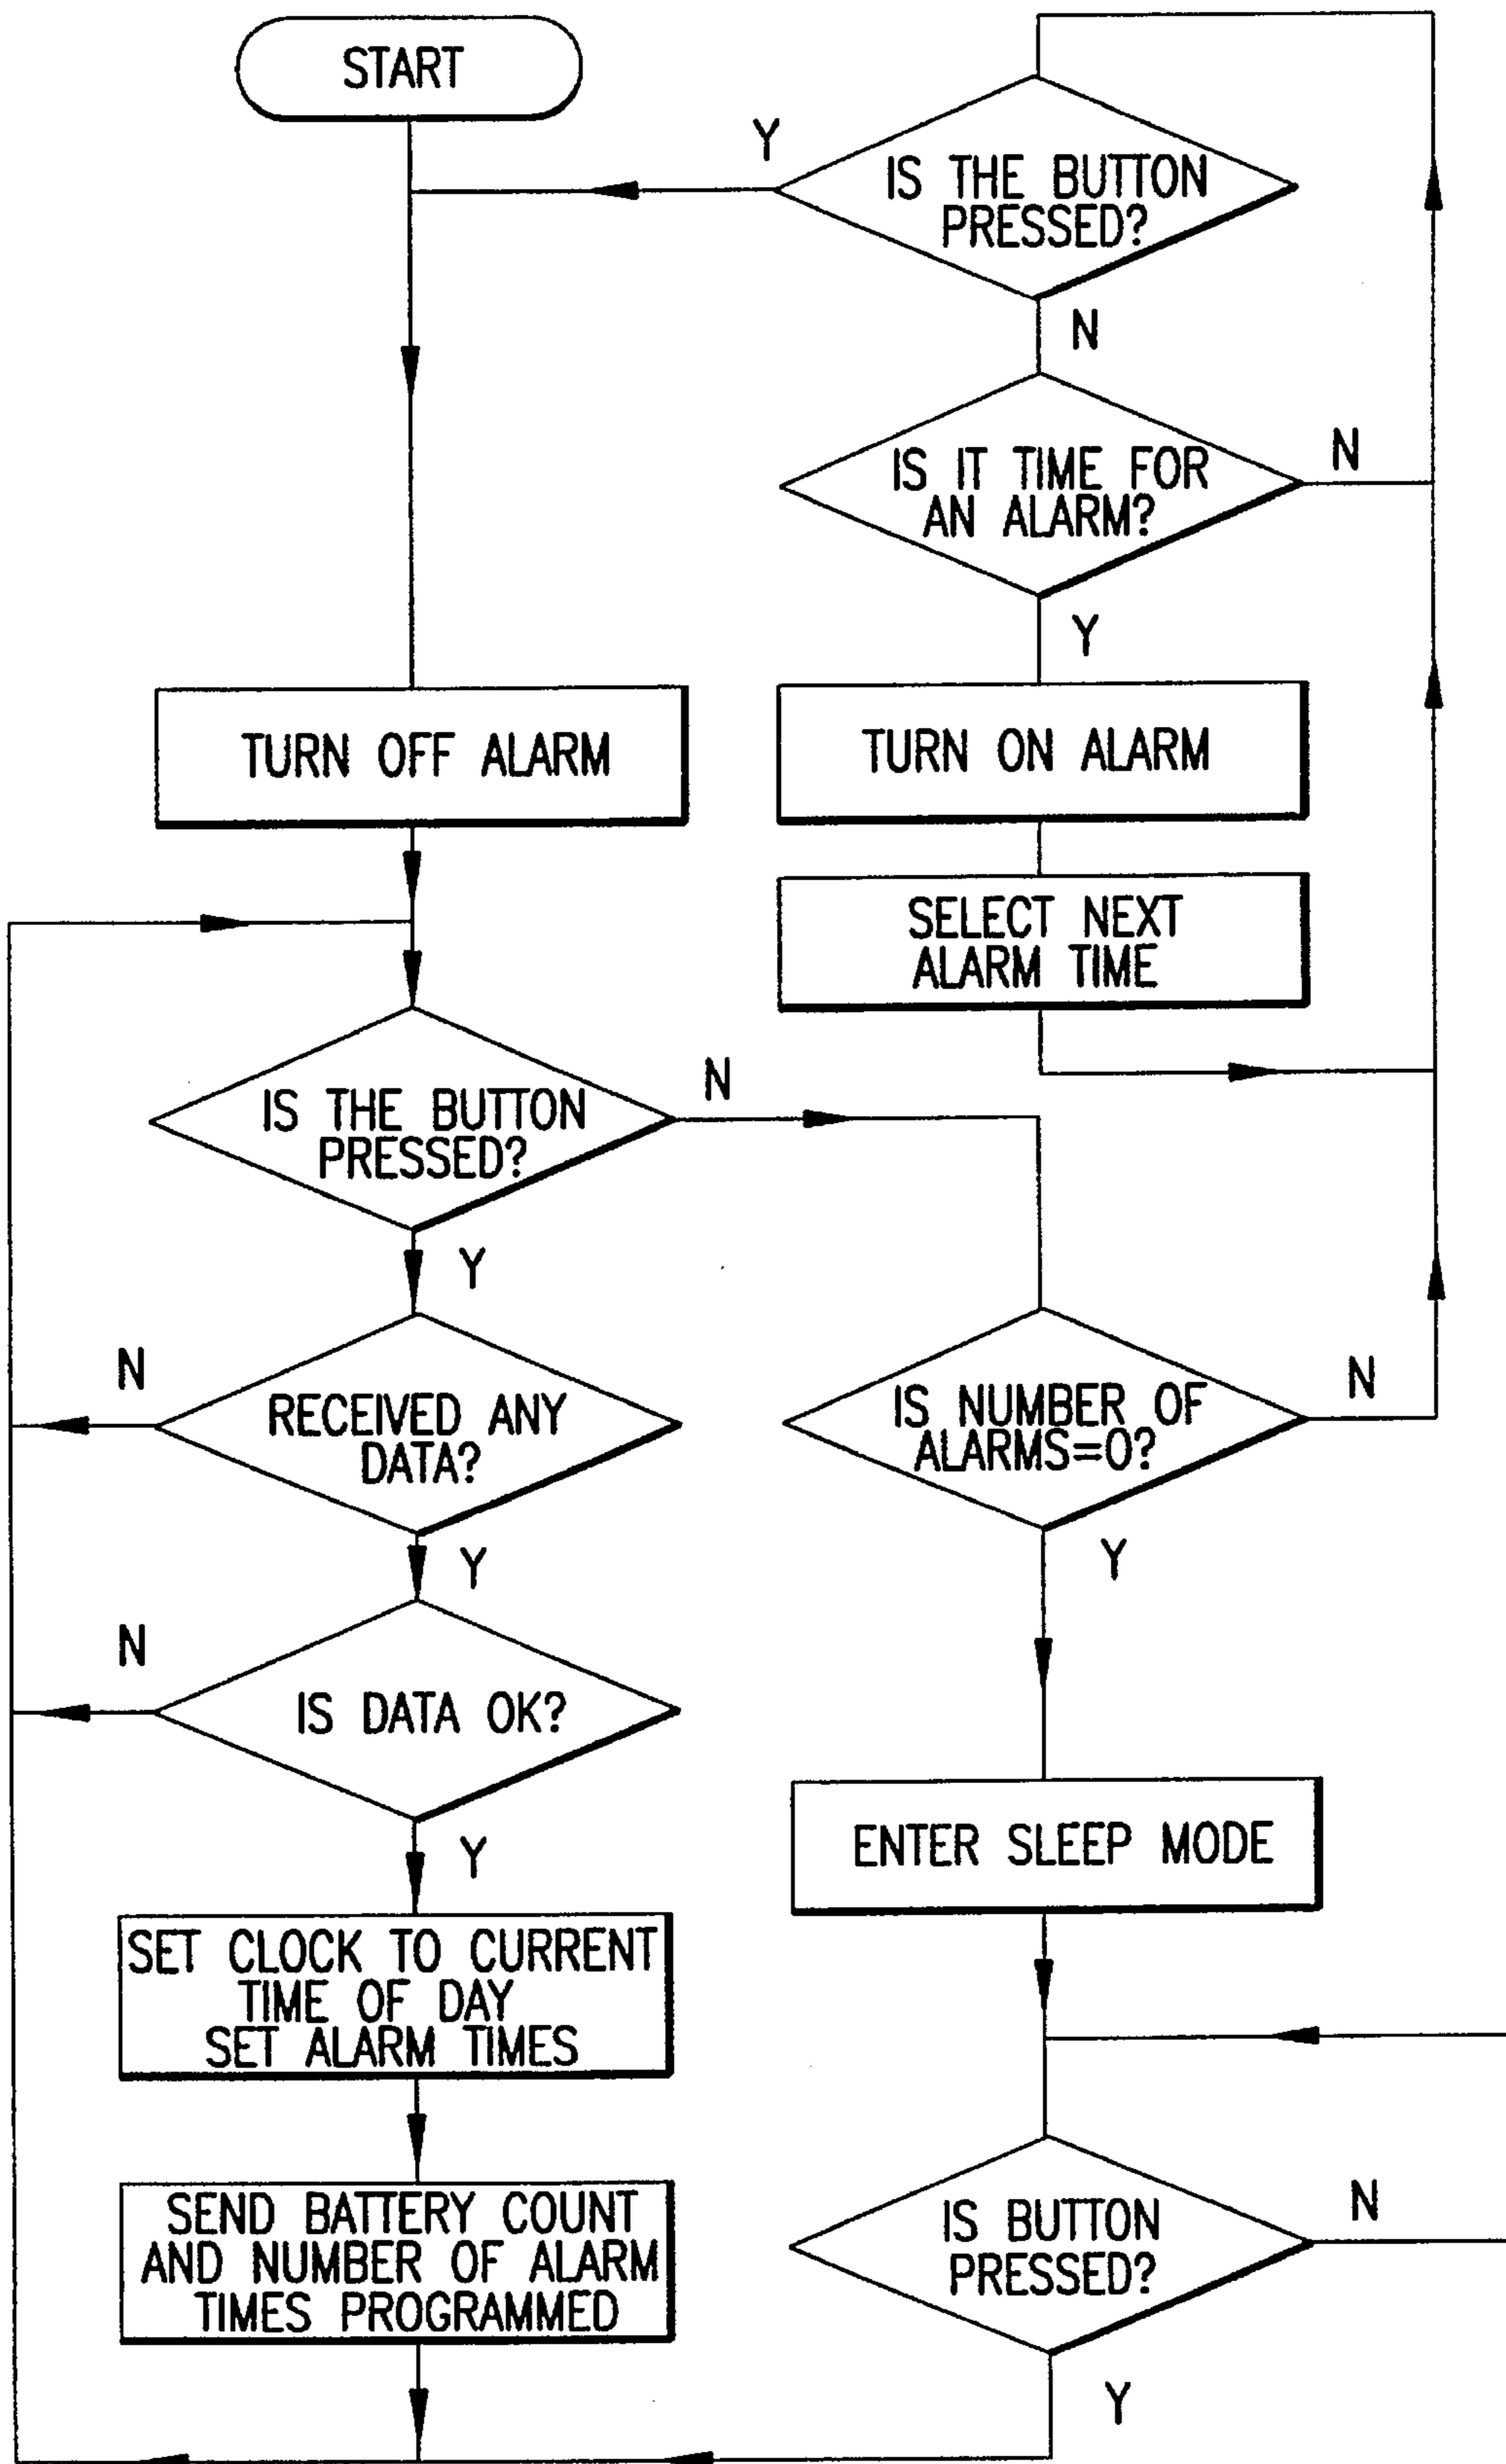 START
Y
IS THE BUTTON
PRESSED?
N
IS IT TIME FOR
AN ALARM?
N
Y
TURN OFF ALARM
TURN ON ALARM
SELECT NEXT
ALARM TIME
IS THE BUTTON
PRESSED?
N
Y
RECEIVED ANY
DATA?
N
Y
IS NUMBER OF
ALARMS=0?
N
Y
IS DATA OK?
N
Y
ENTER SLEEP MODE
SET CLOCK TO CURRENT
TIME OF DAY
SET ALARM TIMES
SEND BATTERY COUNT
AND NUMBER OF ALARM
TIMES PROGRAMMED
IS BUTTON
PRESSED?
N
Y